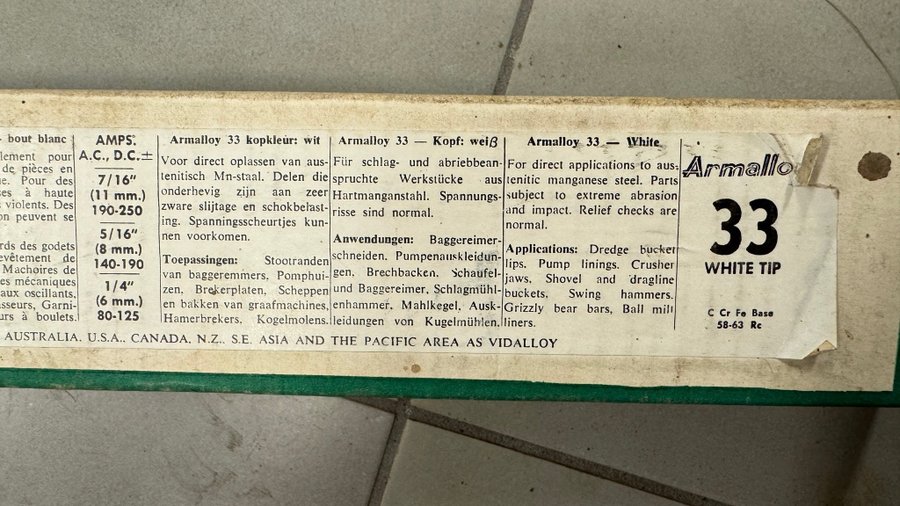 - bout blanc
lement pour
de pièces en
e. Pour des
ses à haute
violents. Des
on peuvent se
rds des godets
evêtement de
Machoires de
es mécaniques
aux oscillants.
sseurs, Garni-
urs à boulets.
AMPS.
A.C., D.C.±
7/16"
(11 mm.)
190-250
5/16"
(8 mm.)
140-190
1/4"
(6 mm.)
80-125
Armalloy 33 kopkleur: wit
Voor direct oplassen van aus-
tenitisch Mn-staal. Delen die
onderhevig zijn aan zeer
zware slijtage en schokbelast-
ing. Spanningsscheurtjes kun-
nen voorkomen.
Toepassingen: Stootranden
van baggeremmers, Pomphui-
zen, Brekerplaten, Scheppen
en bakken van graafmachines,
Hamerbrekers, Kogelmolens.
Armalloy 33 — Kopf: weiß
Für schlag- und abriebbean-
spruchte Werkstücke aus
Hartmanganstahl. Spannungs-
risse sind normal.
Anwendungen: Baggereimer-
schneiden, Pumpenauskleidun-
gen, Brechbacken, Schaufel-
und Baggereimer, Schlagmühl-
enhammer, Mahlkegel, Ausk-
leidungen von Kugelmühlen.
Armalloy 33 — White
For direct applications to aus-
tenitic manganese steel. Parts
subject to extreme abrasion
and impact. Relief checks are
normal.
Applications: Dredge bucket
lips, Pump linings, Crusher
jaws, Shovel and dragline
buckets, Swing hammers,
Grizzly bear bars, Ball mill
liners.
Armallo
33
WHITE TIP
C Cr Fe Base
58-63 Rc
AUSTRALIA, U.S.A., CANADA, N.Z., S.E. ASIA AND THE PACIFIC AREA AS VIDALLOY